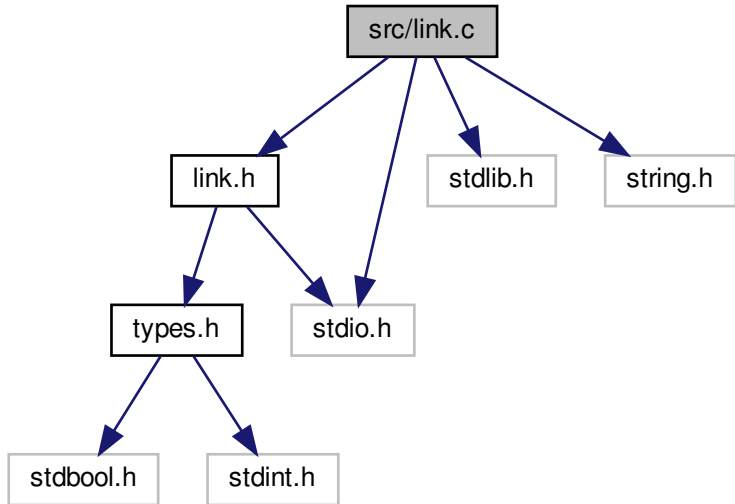 src/link.c
link.h
stdlib.h
string.h
types.h
stdio.h
stdbool.h
stdint.h